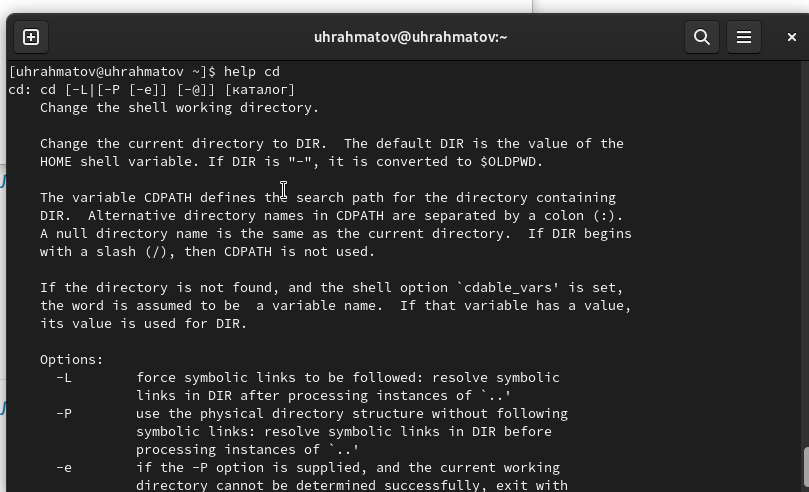 uhrahmatov@uhrahmatov:~
[uhrahmatov@uhrahmatov ~]$ help cd
cd: cd [-L|[-P [-e]] [-@]] [каталог]
    Change the shell working directory.

    Change the current directory to DIR.  The default DIR is the value of the
    HOME shell variable. If DIR is "-", it is converted to $OLDPWD.

    The variable CDPATH defines the search path for the directory containing
    DIR.  Alternative directory names in CDPATH are separated by a colon (:).
    A null directory name is the same as the current directory.  If DIR begins
    with a slash (/), then CDPATH is not used.

    If the directory is not found, and the shell option `cdable_vars' is set,
    the word is assumed to be  a variable name.  If that variable has a value,
    its value is used for DIR.

    Options:
      -L        force symbolic links to be followed: resolve symbolic
                links in DIR after processing instances of `..'
      -P        use the physical directory structure without following
                symbolic links: resolve symbolic links in DIR before
                processing instances of `..'
      -e        if the -P option is supplied, and the current working
                directory cannot be determined successfully, exit with